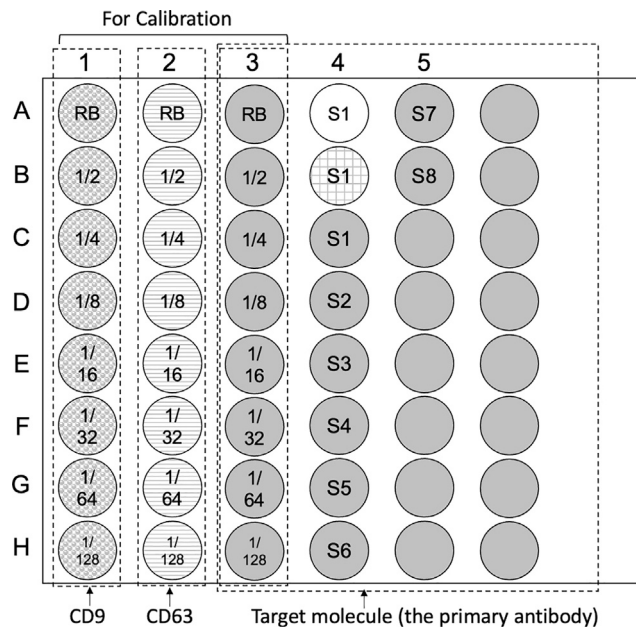 For Calibration
1 2 3 4 5
A RB RB RB S1 S7
B 1/2 1/2 1/2 S1 S8
C 1/4 1/4 1/4 S1
D 1/8 1/8 1/8 S2
E 1/ 1/ 1/ S3
16 16 16
F 1/ 1/ 1/ S4
32 32 32
G 1/ 1/ 1/ S5
64 64 64
H 1/ 1/ 1/ S6
128 128 128
CD9 CD63 Target molecule (the primary antibody)